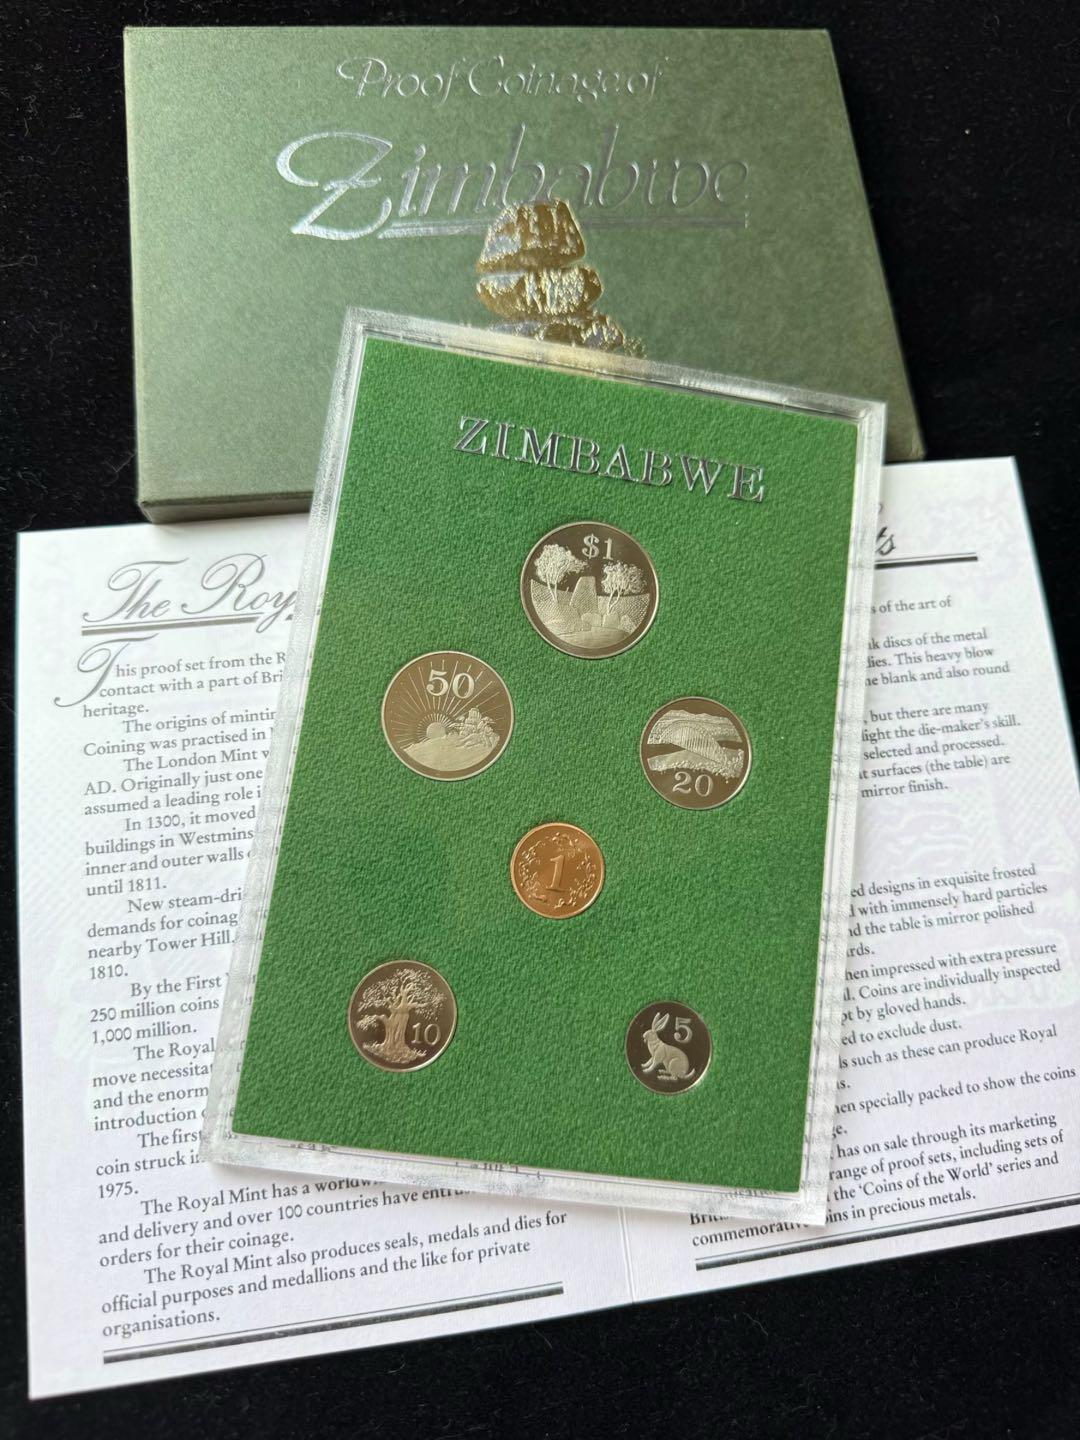 Proof Coinage of
Zimbabwe
ZIMBABWE
$1
50
20
1
10
5
The Roy
This proof set from the R
contact with a part of Bri
heritage.
The origins of mintin
Coining was practised in
The London Mint
AD. Originally just one
assumed a leading role i
In 1300, it moved
buildings in Westmins
inner and outer walls
until 1811.
New steam-dri
demands for coinag
nearby Tower Hill.
1810.
By the First
250 million coins
1,000 million.
The Royal
move necessita
and the enorm
introduction
The first
coin struck i
1975.
The Royal Mint has a worldw
and delivery and over 100 countries have entru
orders for their coinage.
The Royal Mint also produces seals, medals and dies for
official purposes and medallions and the like for private
organisations.
s of the art of
nk discs of the metal
dies. This heavy blow
he blank and also round
, but there are many
ight the die-maker's skill.
selected and processed.
at surfaces (the table) are
mirror finish.
ed designs in exquisite frosted
d with immensely hard particles
nd the table is mirror polished
rds.
hen impressed with extra pressure
d. Coins are individually inspected
pt by gloved hands.
ed to exclude dust.
ls such as these can produce Royal
s.
hen specially packed to show the coins
ge.
has on sale through its marketing
range of proof sets, including sets of
Brit the 'Coins of the World' series and
commemorative coins in precious metals.